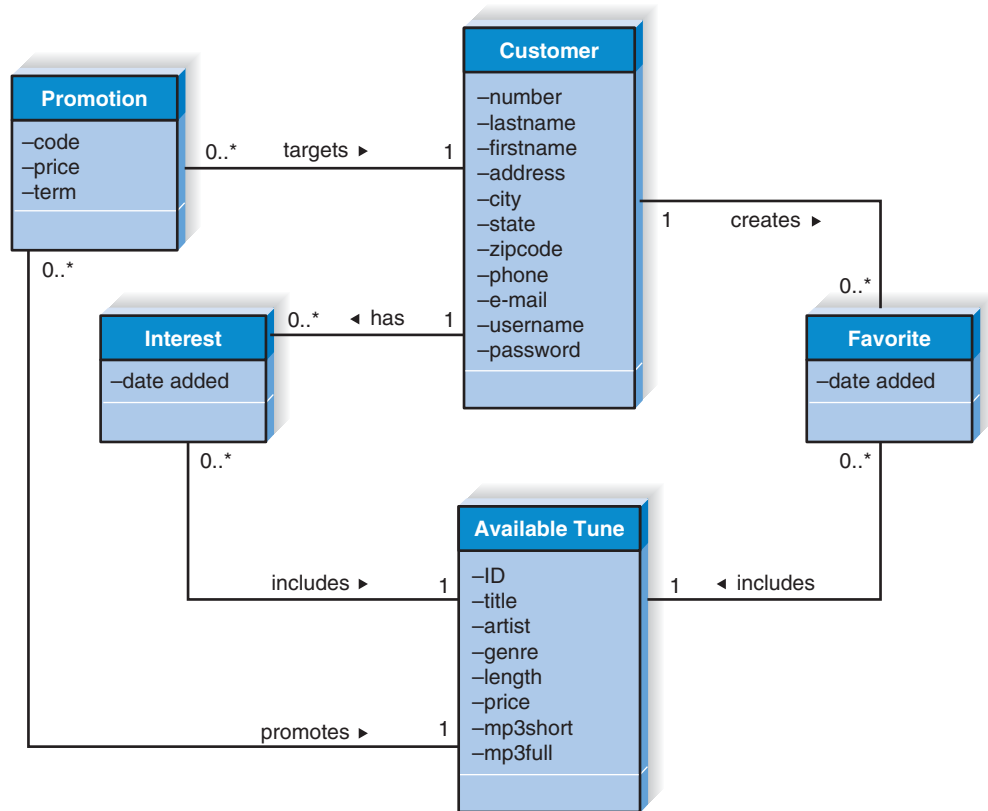 Customer
–number
–lastname
–firstname
–address
–city
–state
–zipcode
–phone
–e-mail
–username
–password
Promotion
–code
–price
–term
0..* targets ► 1
1 creates ►
0..*
0..*
0..* ◄ has 1
Interest
–date added
Favorite
–date added
0..*
0..*
Available Tune
–ID
–title
–artist
–genre
–length
–price
–mp3short
–mp3full
includes ► 1
1 ◄ includes
promotes ► 1